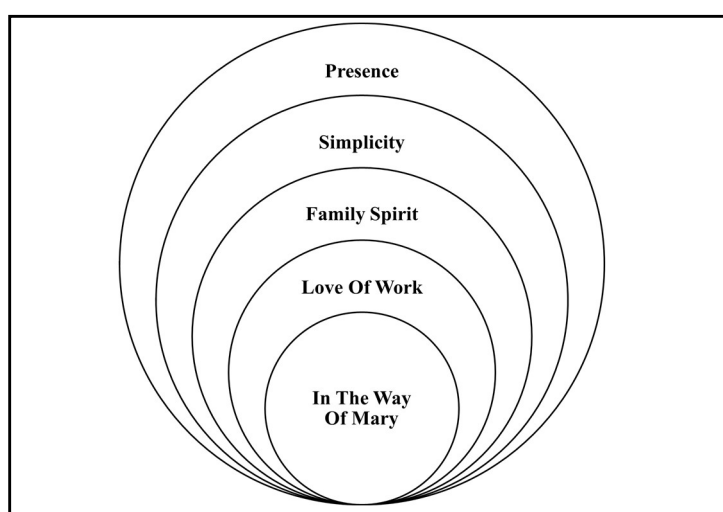 Presence
Simplicity
Family Spirit
Love Of Work
In The Way
Of Mary